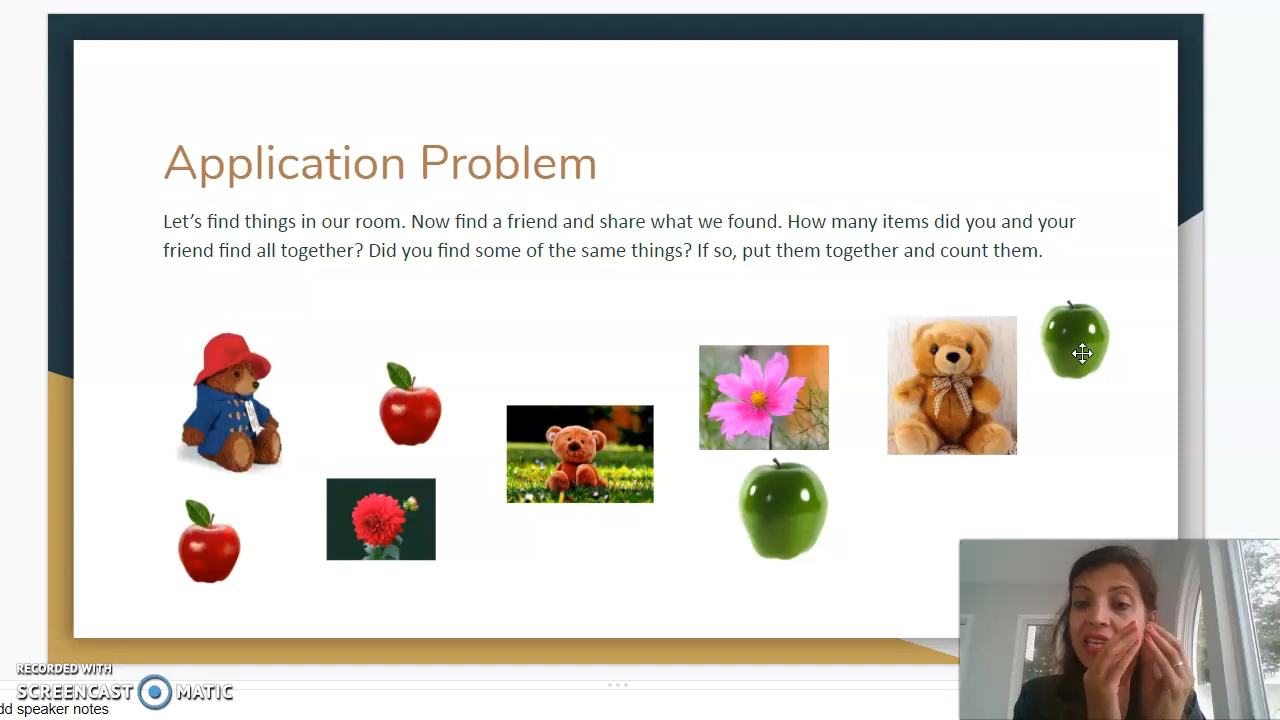 Application Problem
Let’s find things in our room. Now find a friend and share what we found. How many items did you and your
friend find all together? Did you find some of the same things? If so, put them together and count them.
RECORDED WITH
SCREENCAST MATIC
dd speaker notes